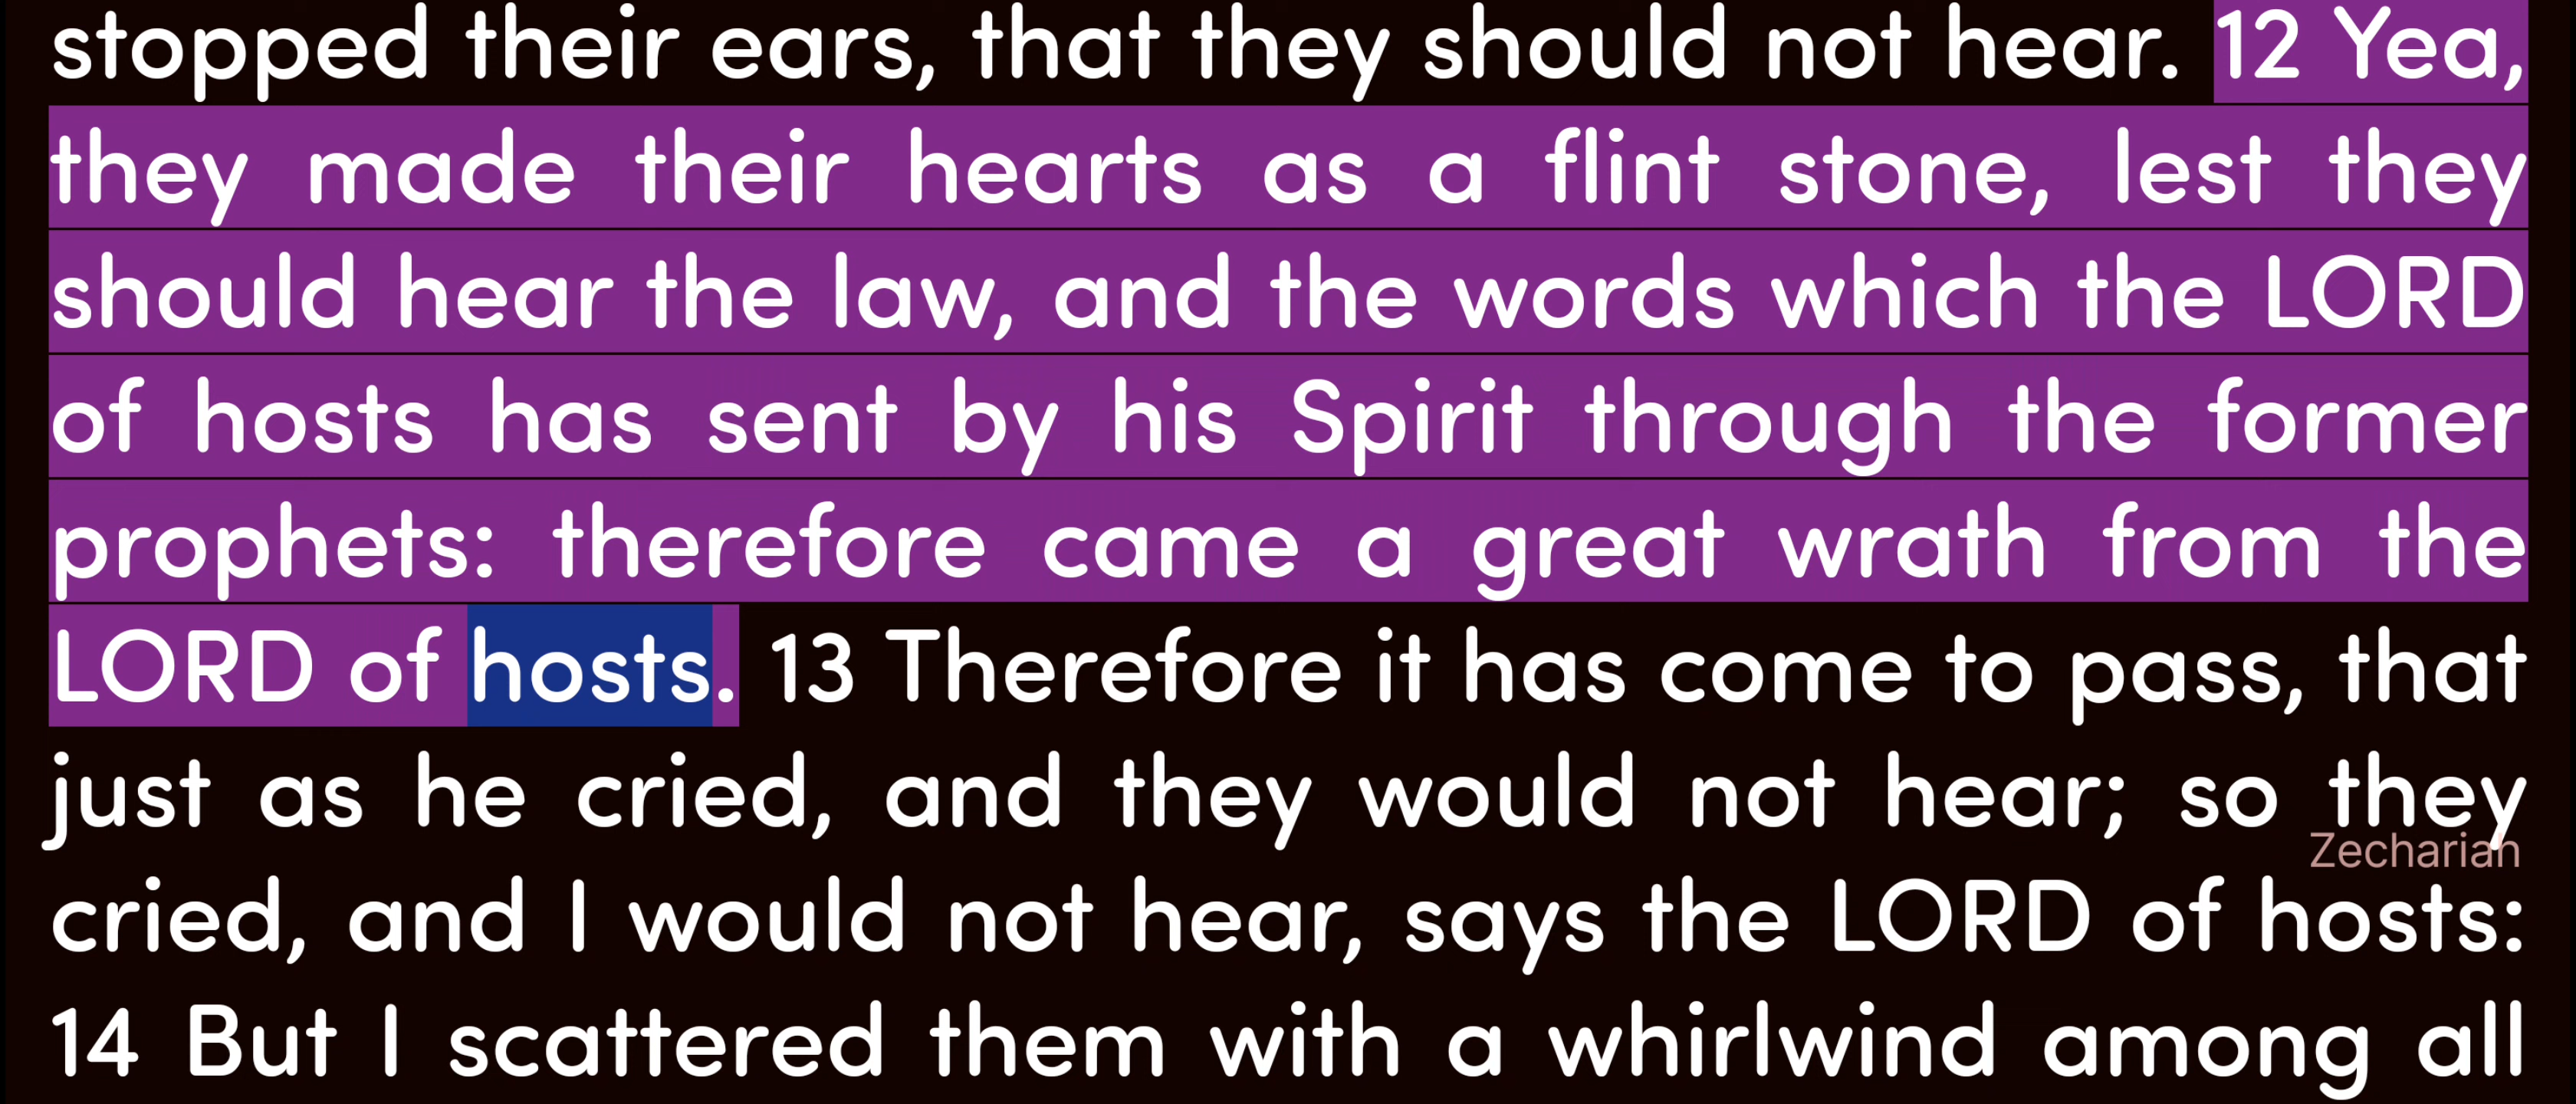 stopped their ears, that they should not hear. 12 Yea,
they made their hearts as a flint stone, lest they
should hear the law, and the words which the LORD
of hosts has sent by his Spirit through the former
prophets: therefore came a great wrath from the
LORD of hosts. 13 Therefore it has come to pass, that
just as he cried, and they would not hear; so they
Zechariah
cried, and I would not hear, says the LORD of hosts:
14 But I scattered them with a whirlwind among all